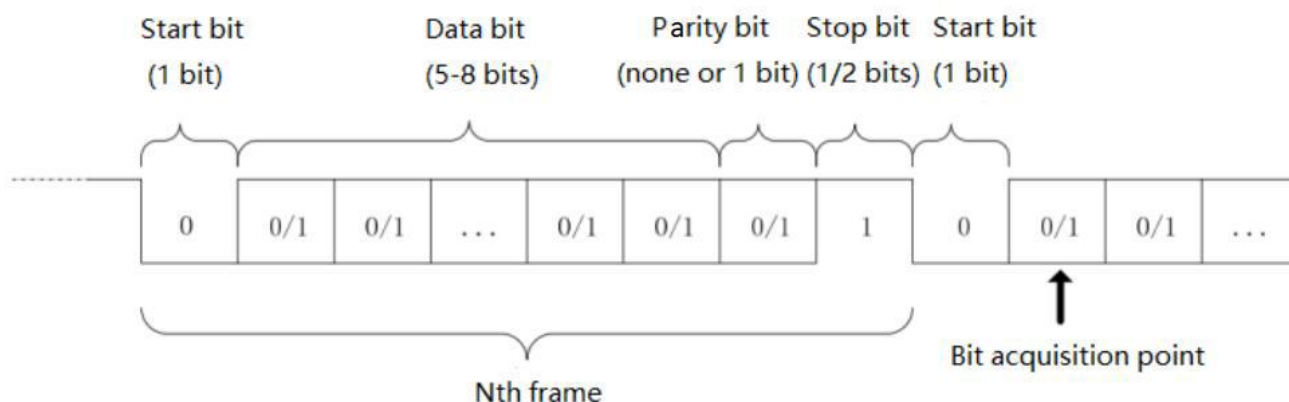 Start bit Data bit Parity bit Stop bit Start bit
(1 bit) (5-8 bits) (none or 1 bit) (1/2 bits) (1 bit)
0 0/1 0/1 ... 0/1 0/1 0/1 1 0 0/1 0/1 ...
Bit acquisition point
Nth frame